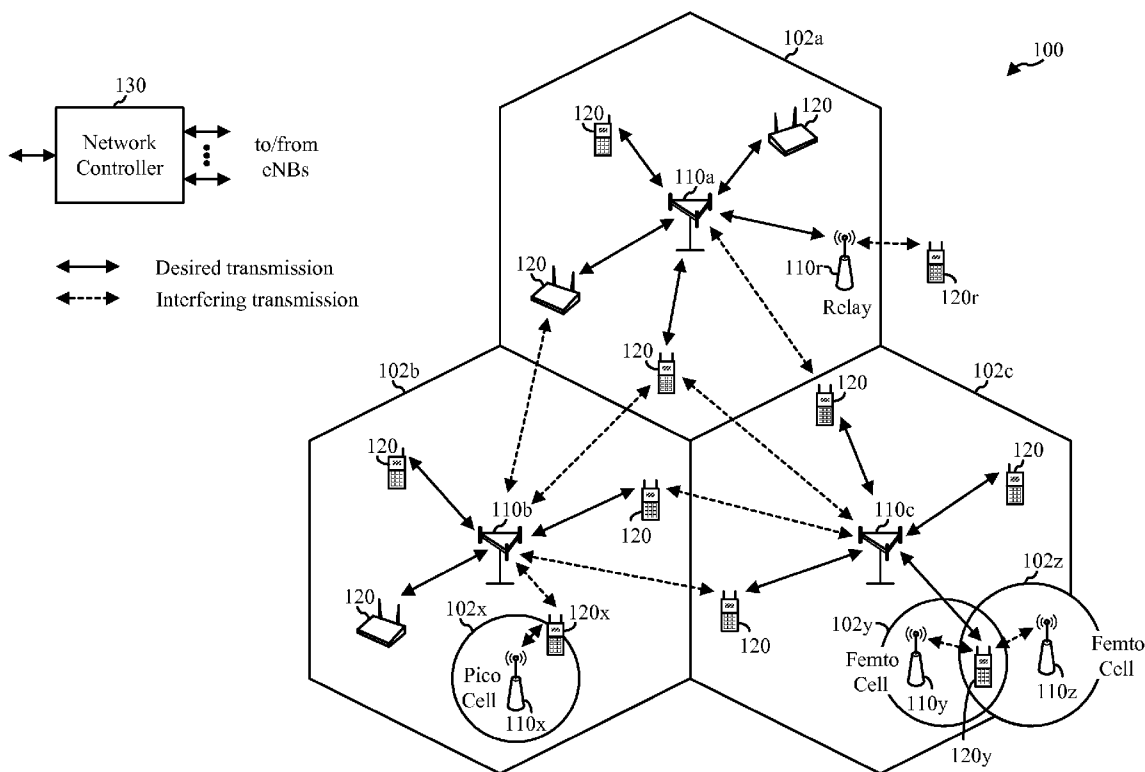 102a
100
130
Network
Controller
to/from
eNBs
120
120
110a
Desired transmission
Interfering transmission
120
110r
Relay
120r
102b
120
120
102c
120
120
110b
120
110c
120
102x
120x
120
102z
102y
Pico
Cell
110x
Femto
Cell
110y
110z
Femto
Cell
120y